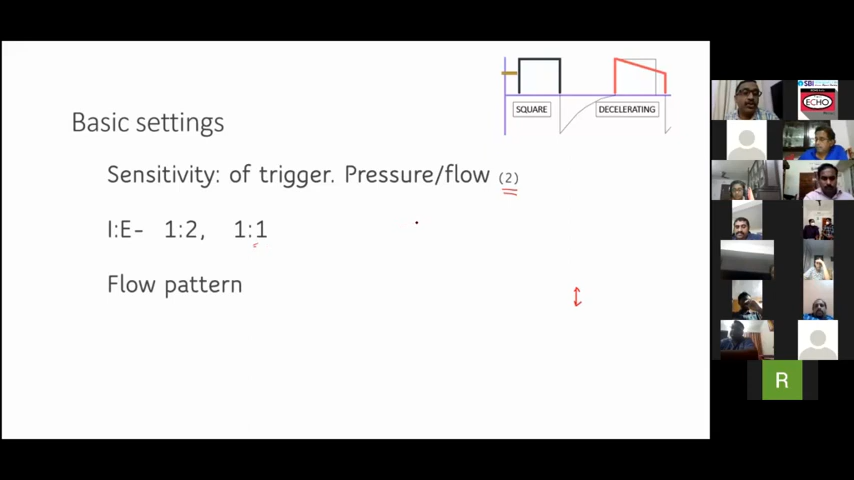 SQUARE
DECELERATING
Basic settings
Sensitivity: of trigger. Pressure/flow (2)
I:E- 1:2, 1:1
Flow pattern
SBI
ECHO
R